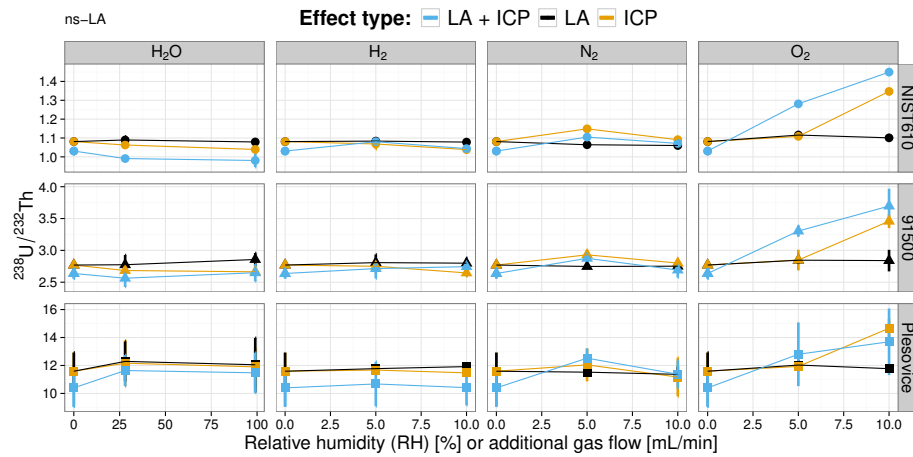 ns−LA
Effect type: LA + ICP LA ICP
H₂O H₂ N₂ O₂
1.4
1.3
1.2
1.1
1.0
NIST610
4.0
3.5
3.0
2.5
91500
16
14
12
10
Plesovice
²³⁸U/²³²Th
0 25 50 75 100 0.0 2.5 5.0 7.5 10.0 0.0 2.5 5.0 7.5 10.0 0.0 2.5 5.0 7.5 10.0
Relative humidity (RH) [%] or additional gas flow [mL/min]